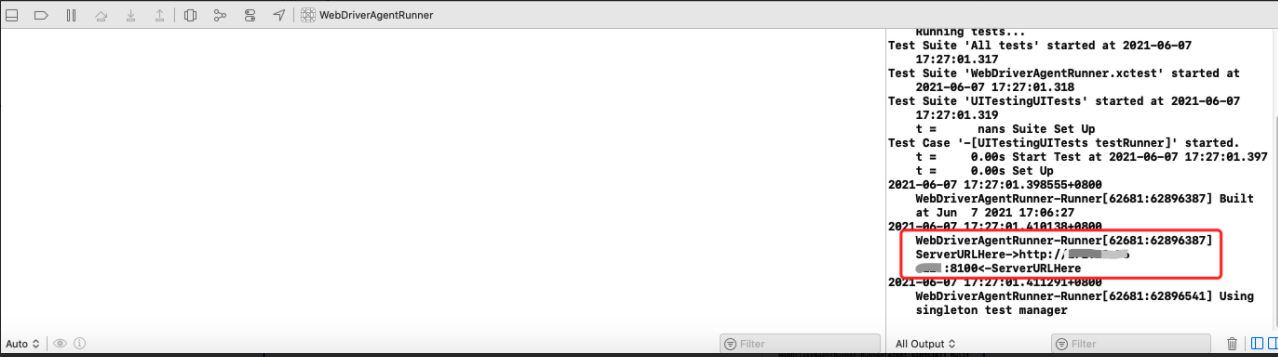 WebDriverAgentRunner
Running tests...
Test Suite 'All tests' started at 2021-06-07
17:27:01.317
Test Suite 'WebDriverAgentRunner.xctest' started at
2021-06-07 17:27:01.318
Test Suite 'UITestingUITests' started at 2021-06-07
17:27:01.319
t =      nans Suite Set Up
Test Case '-[UITestingUITests testRunner]' started.
t =     0.00s Start Test at 2021-06-07 17:27:01.397
t =     0.00s Set Up
2021-06-07 17:27:01.398555+0800
WebDriverAgentRunner-Runner[62681:62896387] Built
at Jun  7 2021 17:06:27
2021-06-07 17:27:01.410138+0800
WebDriverAgentRunner-Runner[62681:62896387]
ServerURLHere->http://
:8100<-ServerURLHere
2021-06-07 17:27:01.411291+0800
WebDriverAgentRunner-Runner[62681:62896541] Using
singleton test manager
Auto
Filter
All Output
Filter